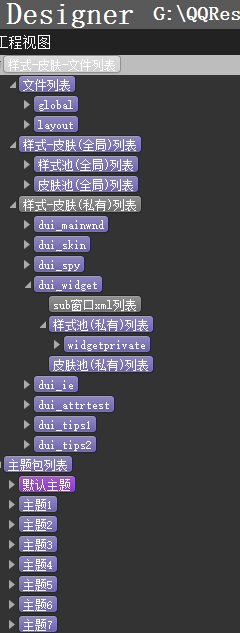 Designer G:\QQRes
工程视图
样式-皮肤-文件列表
文件列表
global
layout
样式-皮肤(全局)列表
样式池(全局)列表
皮肤池(全局)列表
样式-皮肤(私有)列表
dui_mainwnd
dui_skin
dui_spy
dui_widget
sub窗口xml列表
样式池(私有)列表
widgetprivate
皮肤池(私有)列表
dui_ie
dui_attrtest
dui_tips1
dui_tips2
主题包列表
默认主题
主题1
主题2
主题3
主题4
主题5
主题6
主题7